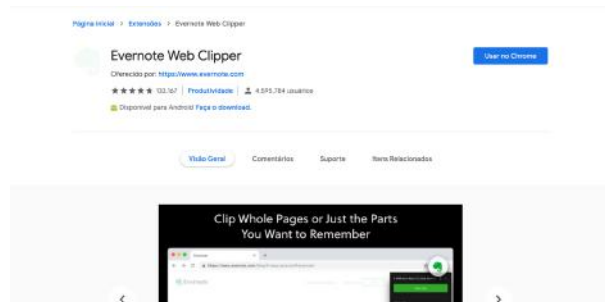 Página inicial > Extensões > Evernote Web Clipper
Evernote Web Clipper
Usar no Chrome
Oferecido por: https://www.evernote.com
133.167 | Produtividade | 4.595.784 usuários
Disponível para Android Faça o download.
Visão Geral Comentários Suporte Itens Relacionados
Clip Whole Pages or Just the Parts
You Want to Remember